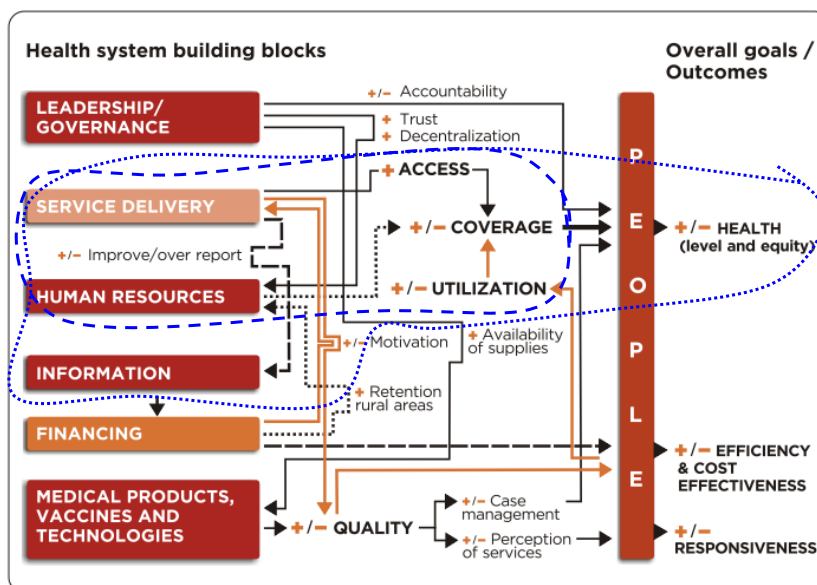 Health system building blocks
Overall goals /
Outcomes
LEADERSHIP/
GOVERNANCE
+/− Accountability
+ Trust
+ Decentralization
+ ACCESS
SERVICE DELIVERY
+/− COVERAGE
+/− Improve/over report
+/− UTILIZATION
HUMAN RESOURCES
+/− Motivation
+ Availability
of supplies
INFORMATION
+ Retention
rural areas
FINANCING
MEDICAL PRODUCTS,
VACCINES AND
TECHNOLOGIES
+/− QUALITY
+/− Case
management
+/− Perception
of services
P
E
O
P
L
E
+/− HEALTH
(level and equity)
+/− EFFICIENCY
& COST
EFFECTIVENESS
+/−
RESPONSIVENESS